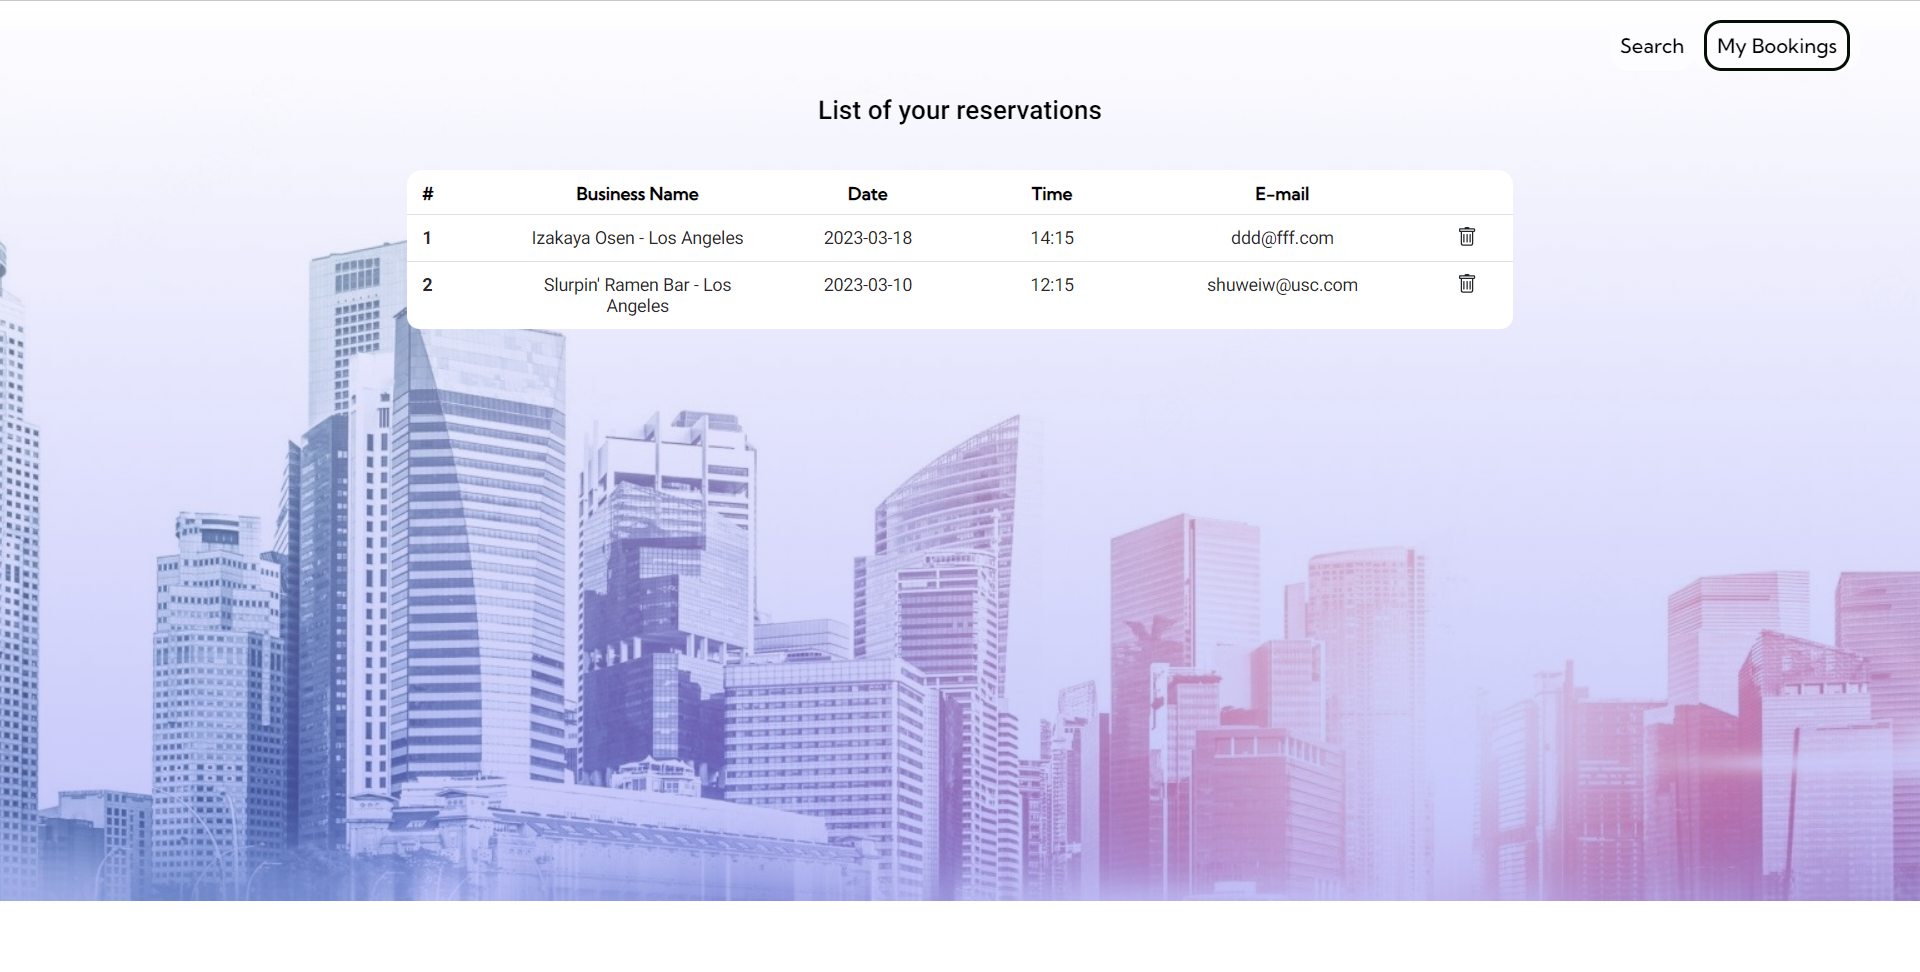 Search My Bookings
List of your reservations
# Business Name Date Time E-mail
1 Izakaya Osen - Los Angeles 2023-03-18 14:15 ddd@fff.com
2 Slurpin' Ramen Bar - Los 2023-03-10 12:15 shuweiw@usc.com
Angeles